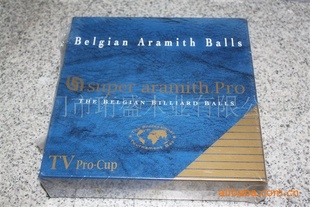 Belgian Aramith Balls
super aramith Pro
THE BELGIAN BILLIARD BALLS
TV Pro-Cup